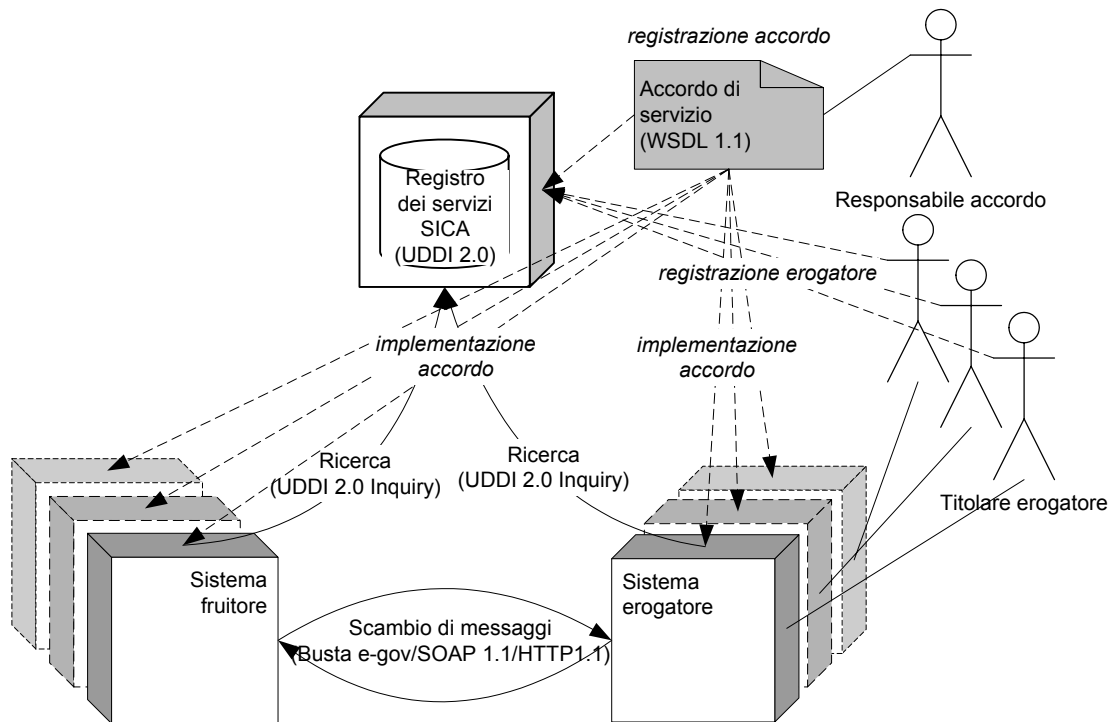 registrazione accordo
Accordo di
servizio
(WSDL 1.1)
Responsabile accordo
Registro
dei servizi
SICA
(UDDI 2.0)
registrazione erogatore
implementazione
accordo
implementazione
accordo
Ricerca
(UDDI 2.0 Inquiry)
Ricerca
(UDDI 2.0 Inquiry)
Titolare erogatore
Sistema
fruitore
Sistema
erogatore
Scambio di messaggi
(Busta e-gov/SOAP 1.1/HTTP1.1)